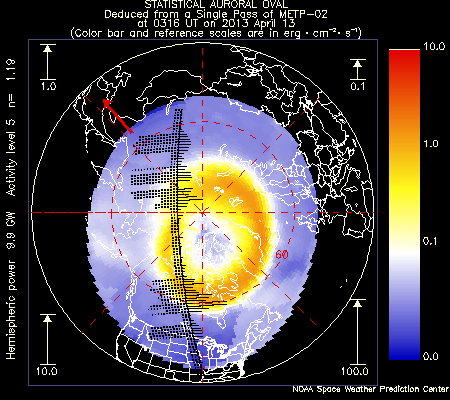 STATISTICAL AURORAL OVAL
Deduced from a Single Pass of METP-02
at 0316 UT on 2013 April 13
(Color bar and reference scales are in erg · cm⁻² · s⁻¹)
1.0
0.1
10.0
100.0
60
10.0
1.0
0.1
0.0
Hemispheric power 9.9 GW Activity level 5 n= 1.19
NOAA Space Weather Prediction Center